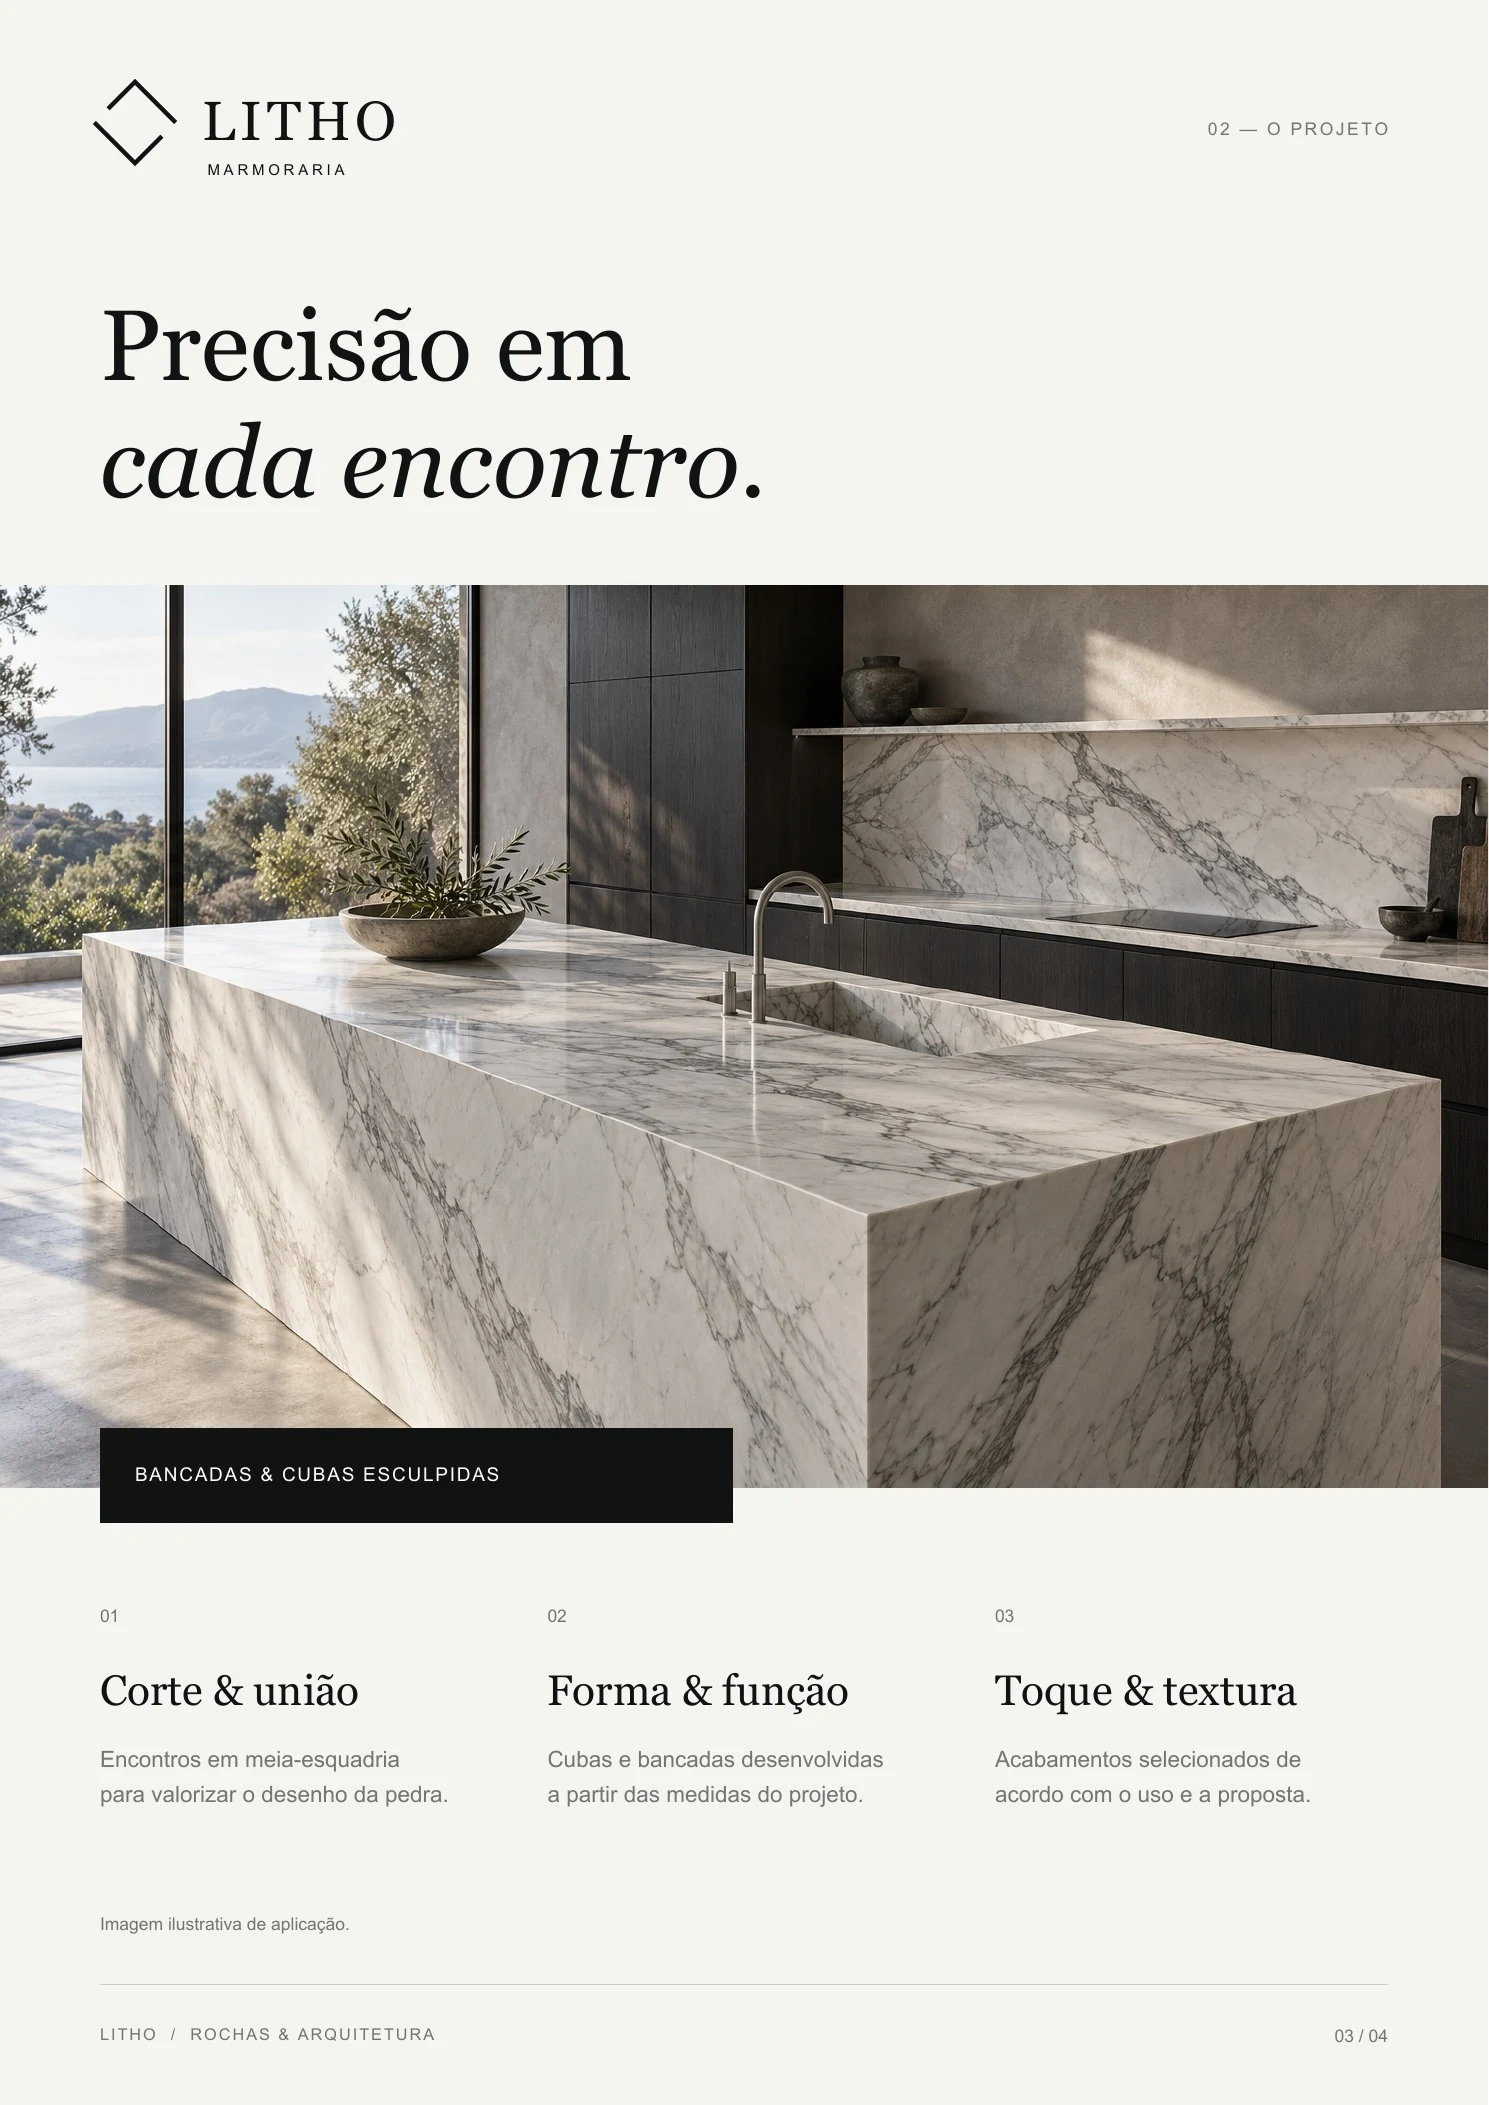 LITHO
MARMORARIA
02 — O PROJETO
Precisão em
cada encontro.
BANCADAS & CUBAS ESCULPIDAS
01
Corte & união
Encontros em meia-esquadria
para valorizar o desenho da pedra.
02
Forma & função
Cubas e bancadas desenvolvidas
a partir das medidas do projeto.
03
Toque & textura
Acabamentos selecionados de
acordo com o uso e a proposta.
Imagem ilustrativa de aplicação.
LITHO / ROCHAS & ARQUITETURA
03 / 04